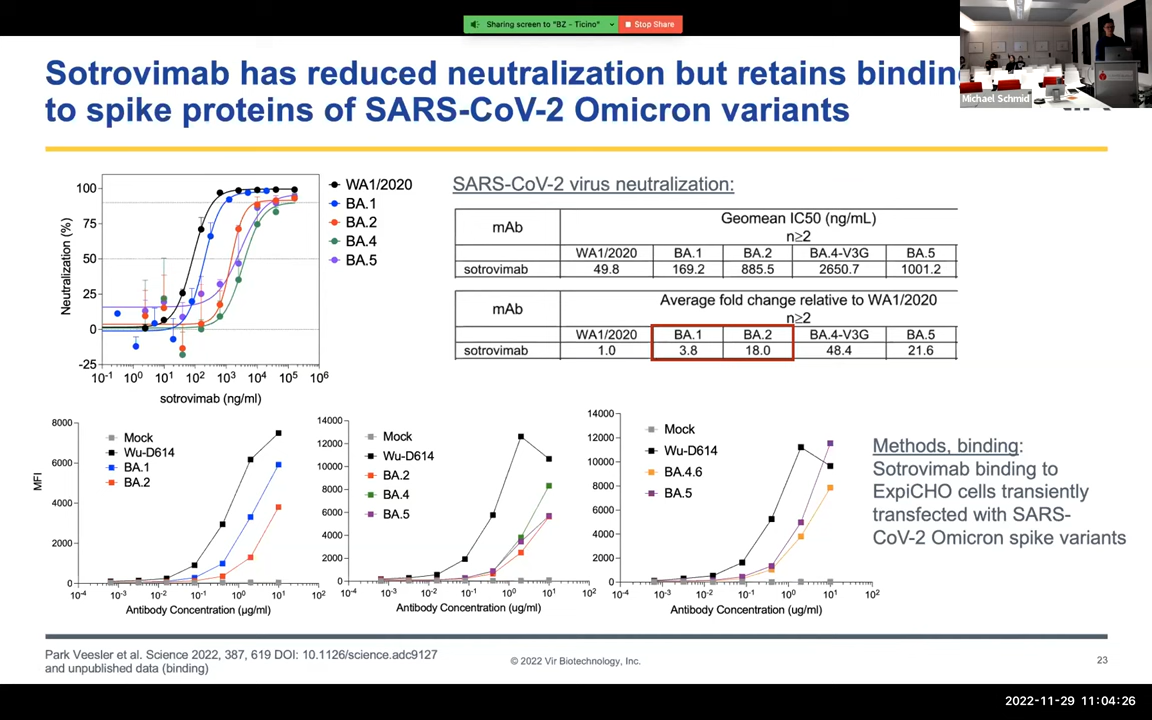 Sharing screen to "BZ - Ticino"
Stop Share
Michael Schmid
Sotrovimab has reduced neutralization but retains bindin
to spike proteins of SARS-CoV-2 Omicron variants
100
75
50
25
0
-25
Neutralization (%)
10⁻¹ 10⁰ 10¹ 10² 10³ 10⁴ 10⁵ 10⁶
sotrovimab (ng/ml)
WA1/2020
BA.1
BA.2
BA.4
BA.5
SARS-CoV-2 virus neutralization:
mAb Geomean IC50 (ng/mL)
n≥2
WA1/2020 BA.1 BA.2 BA.4-V3G BA.5
sotrovimab 49.8 169.2 885.5 2650.7 1001.2
mAb Average fold change relative to WA1/2020
n≥2
WA1/2020 BA.1 BA.2 BA.4-V3G BA.5
sotrovimab 1.0 3.8 18.0 48.4 21.6
8000
6000
4000
2000
0
MFI
Mock
Wu-D614
BA.1
BA.2
10⁻⁴ 10⁻³ 10⁻² 10⁻¹ 10⁰ 10¹ 10²
Antibody Concentration (µg/ml)
14000
12000
10000
8000
6000
4000
2000
0
Mock
Wu-D614
BA.2
BA.4
BA.5
10⁻⁴ 10⁻³ 10⁻² 10⁻¹ 10⁰ 10¹ 10²
Antibody Concentration (ug/ml)
14000
12000
10000
8000
6000
4000
2000
0
Mock
Wu-D614
BA.4.6
BA.5
10⁻⁴ 10⁻³ 10⁻² 10⁻¹ 10⁰ 10¹ 10²
Antibody Concentration (ug/ml)
Methods, binding:
Sotrovimab binding to
ExpiCHO cells transiently
transfected with SARS-
CoV-2 Omicron spike variants
Park Veesler et al. Science 2022, 387, 619 DOI: 10.1126/science.adc9127
and unpublished data (binding)
© 2022 Vir Biotechnology, Inc.
23
2022-11-29 11:04:26